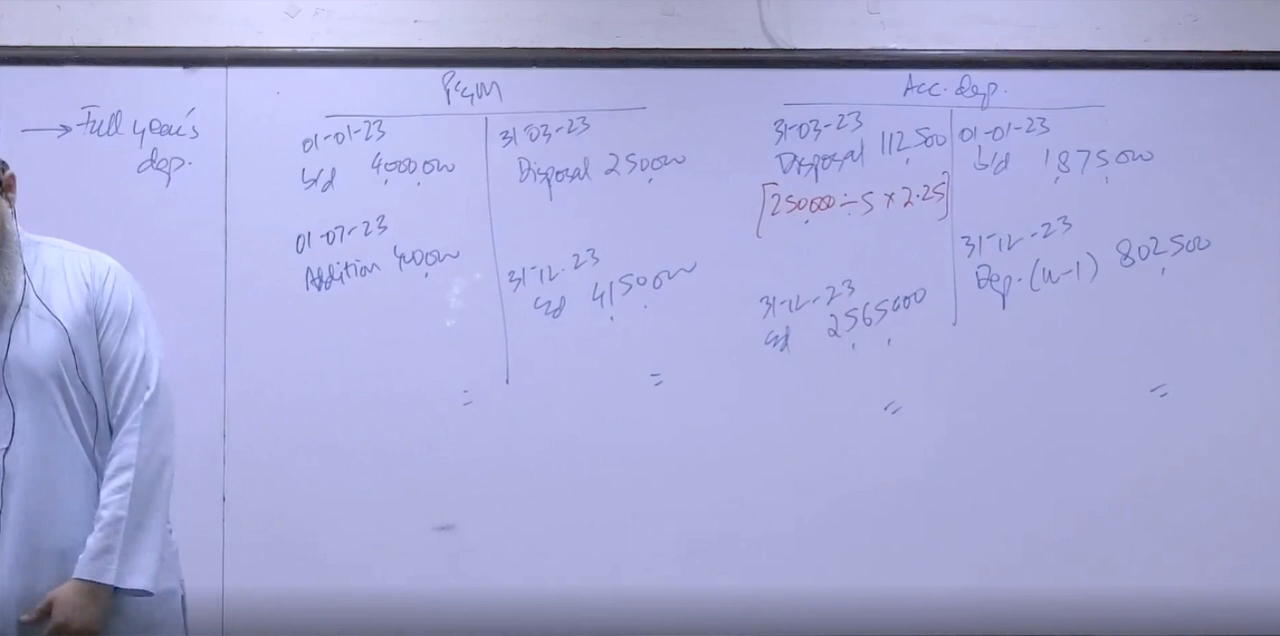 → Full year's
dep.
P&M
01-01-23
b/d 4,000,000
01-07-23
Addition 400,000
31-03-23
Disposal 250,000
31-12-23
c/d 4,150,000
=
=
Acc. dep.
31-03-23
Disposal 112,500
[250,000 ÷ 5 × 2.25]
31-12-23
c/d 2,565,000
01-01-23
b/d 1,875,000
31-12-23
Dep. (W-1) 802,500
=
=